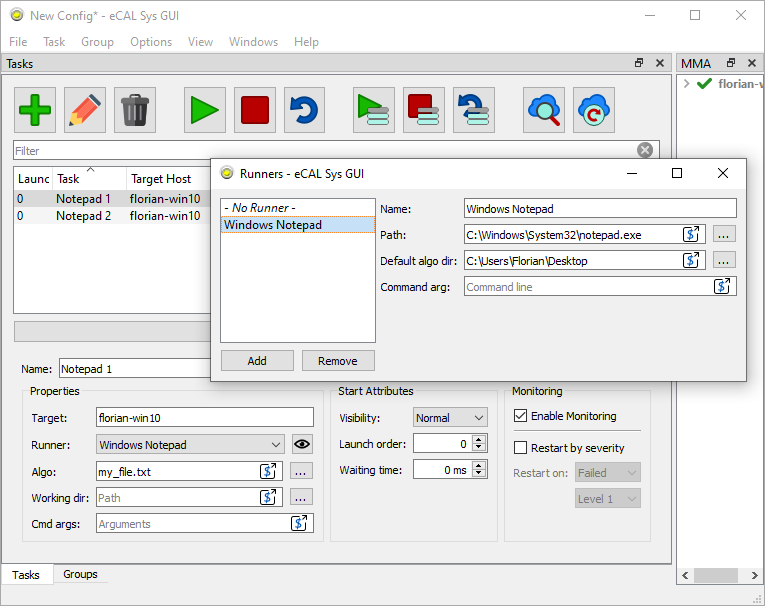 New Config* - eCAL Sys GUI
File Task Group Options View Windows Help
Tasks
MMA
florian-v
Filter
Launc Task Target Host
0 Notepad 1 florian-win10
0 Notepad 2 florian-win10
Runners - eCAL Sys GUI
- No Runner -
Windows Notepad
Name: Windows Notepad
Path: C:\Windows\System32\notepad.exe ...
Default algo dir: C:\Users\Florian\Desktop ...
Command arg: Command line
Add Remove
Name: Notepad 1
Properties
Target: florian-win10
Runner: Windows Notepad
Algo: my_file.txt ...
Working dir: Path ...
Cmd args: Arguments
Start Attributes
Visibility: Normal
Launch order: 0
Waiting time: 0 ms
Monitoring
Enable Monitoring
Restart by severity
Restart on: Failed
Level 1
Tasks Groups